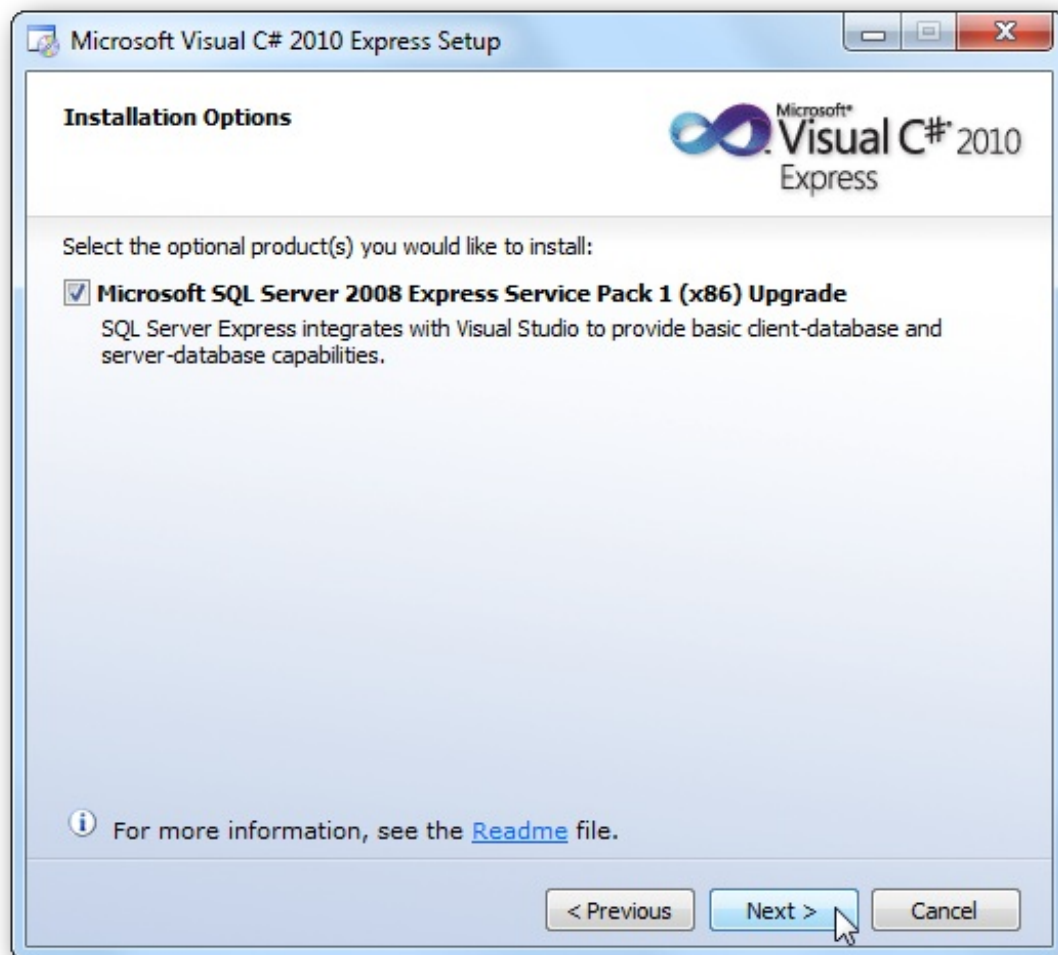 Microsoft Visual C# 2010 Express Setup
Installation Options
Microsoft®
Visual C# 2010
Express
Select the optional product(s) you would like to install:
Microsoft SQL Server 2008 Express Service Pack 1 (x86) Upgrade
SQL Server Express integrates with Visual Studio to provide basic client-database and
server-database capabilities.
For more information, see the Readme file.
< Previous
Next >
Cancel